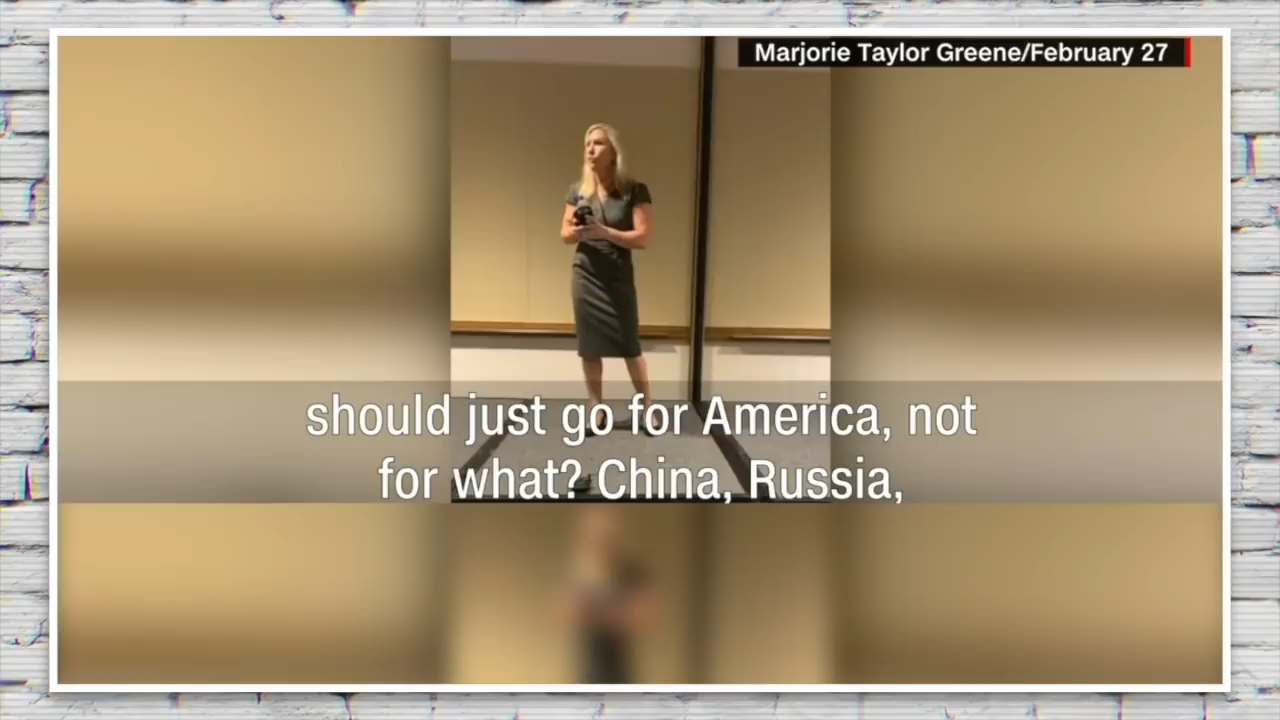 Marjorie Taylor Greene/February 27
should just go for America, not
for what? China, Russia,